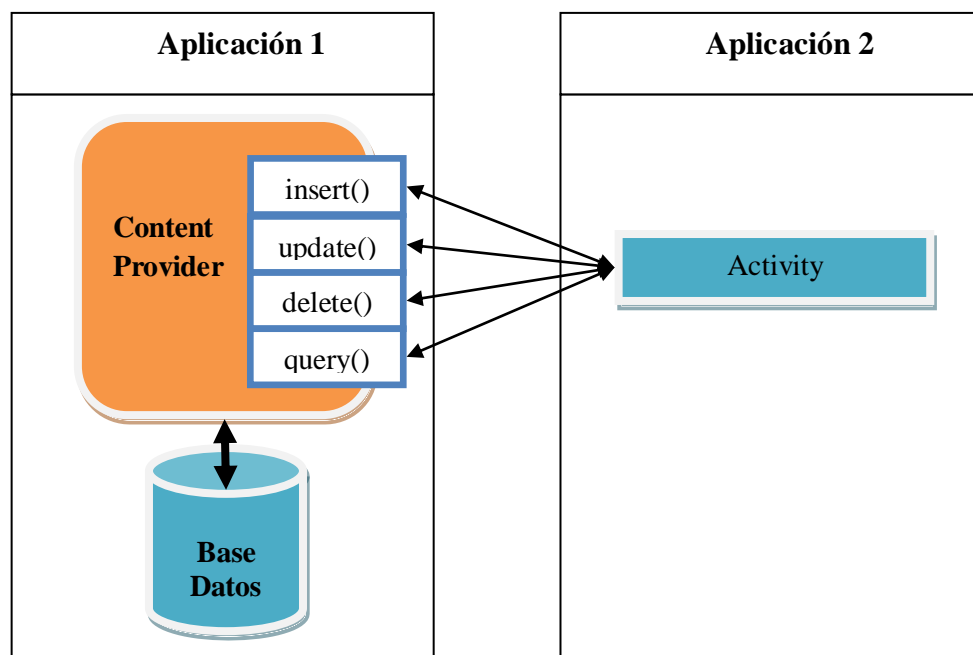 Aplicación 1
Aplicación 2
Content
Provider
insert()
update()
delete()
query()
Activity
Base
Datos